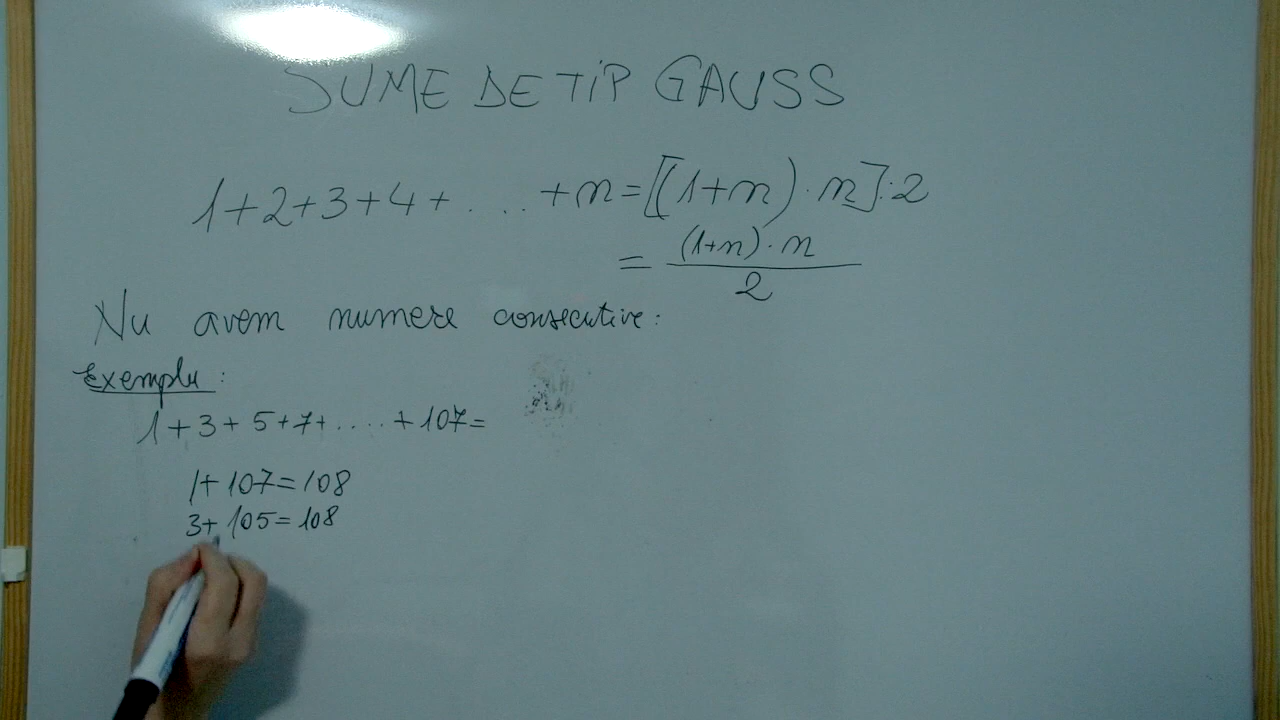 SUME DE TIP GAUSS
1+2+3+4+.....+n=[(1+n)·n]:2
= (1+n)·n / 2
Nu avem numere consecutive:
Exemplu:
1+3+5+7+.....+107=
1+107=108
3+105=108